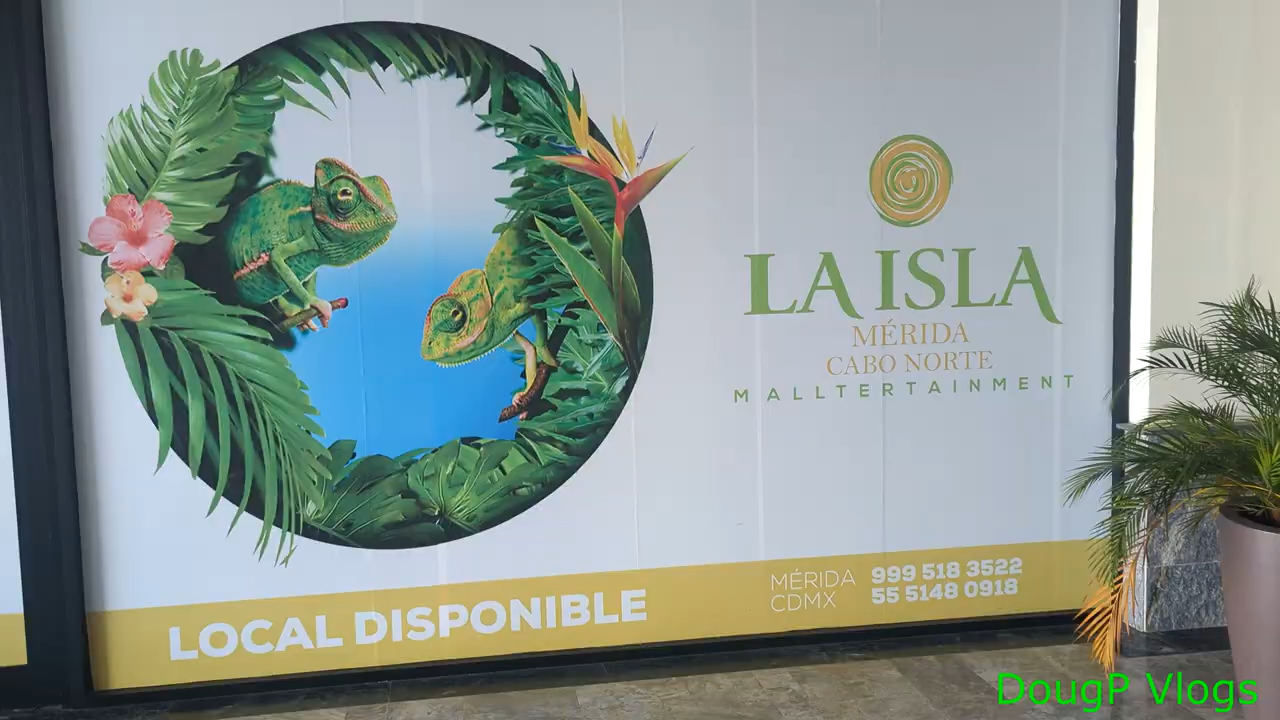 LA ISLA
MÉRIDA
CABO NORTE
MALLTERTAINMENT
LOCAL DISPONIBLE
MÉRIDA 999 518 3522
CDMX 55 5148 0918
DougP Vlogs